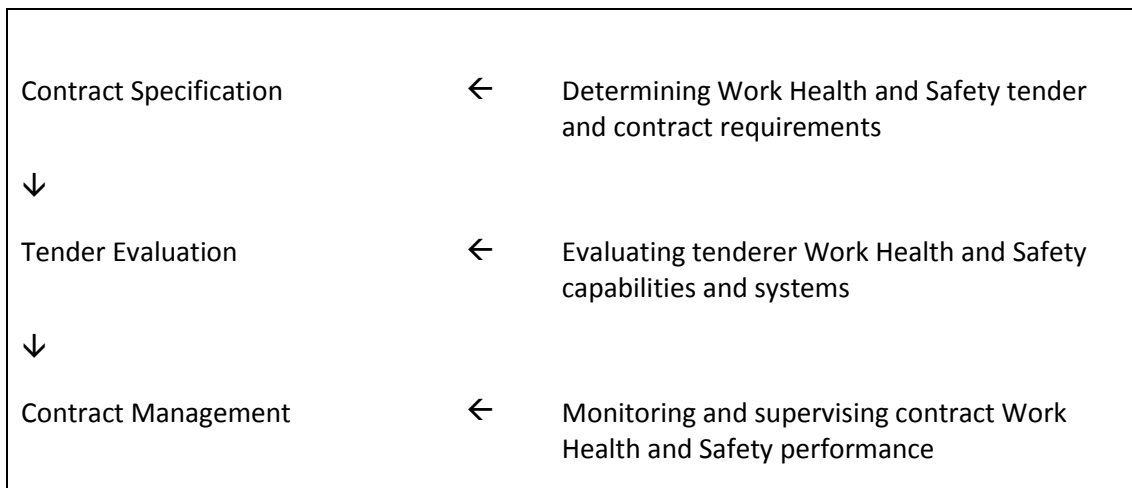 Contract Specification ← Determining Work Health and Safety tender
and contract requirements
↓
Tender Evaluation ← Evaluating tenderer Work Health and Safety
capabilities and systems
↓
Contract Management ← Monitoring and supervising contract Work
Health and Safety performance